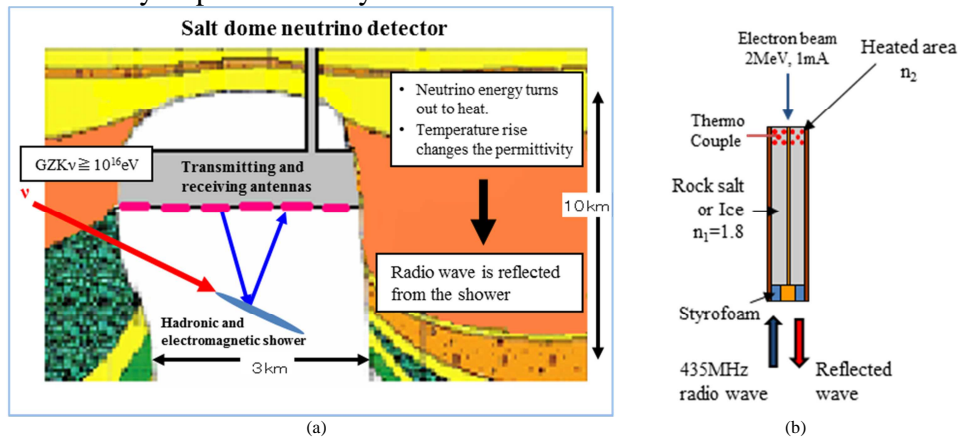 Salt dome neutrino detector
GZKν ≧ 10¹⁶eV
ν
Transmitting and
receiving antennas
• Neutrino energy turns
out to heat.
• Temperature rise
changes the permittivity
Radio wave is reflected
from the shower
10km
Hadronic and
electromagnetic shower
3km
(a)
Electron beam
2MeV, 1mA
Heated area
n₂
Thermo
Couple
Rock salt
or Ice
n₁=1.8
Styrofoam
435MHz
radio wave
Reflected
wave
(b)